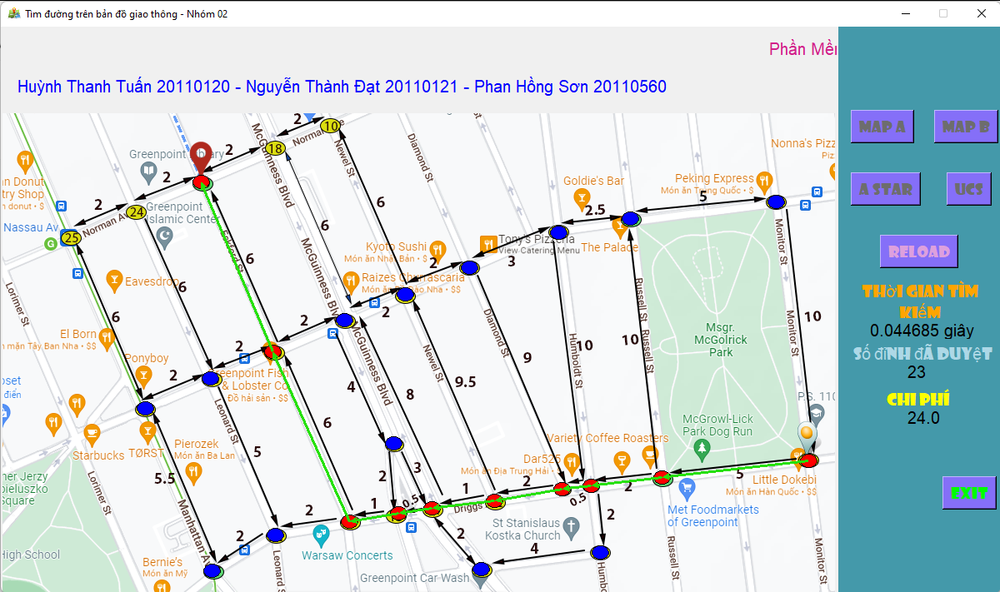 Tìm đường trên bản đồ giao thông - Nhóm 02
Phần Mềm
Huỳnh Thanh Tuấn 20110120 - Nguyễn Thành Đạt 20110121 - Phan Hồng Sơn 20110560
MAP A
MAP B
A STAR
UCS
RELOAD
THỜI GIAN TÌM
KIẾM
0.044685 giây
Số ĐỈNH ĐÃ DUYỆT
23
CHI PHÍ
24.0
EXIT
2
10
Norman Ave
18
McGuinness Blvd
Newel St
Diamond St
Nonna's Pizz
Piz
Greenpoint Library
2
2
2
24
25
Norman Av
Greenpoint
Islamic Center
n Donut
try Shop
n donut · $
Nassau Av
G
Goldie's Bar
Peking Express
Món ăn Trung Quốc · $
5
2.5
6
6
6
6
6
Eckford St
McGuinness Blvd
Kyoto Sushi
Món ăn Nhật Bản · $
Tony's Pizzeria
View Catering Menu
The Palace
2
3
Raizes Churrascaria
Món ăn Bồ Đào Nha · $$
Eavesdrop
Lorimer St
Monitor St
Russell St
10
Monitor St
Msgr.
McGolrick
Park
El Born
n mặn Tây Ban Nha · $$
Ponyboy
2
2
2
2
McGuinness Blvd
Newel St
Diamond St
Humboldt St
10
10
Russell St
9
Greenpoint Fish
& Lobster Co
Đồ hải sản · $$
4
8
9.5
6
5
Leonard St
P.S. 110
McGrowl-Lick
Park Dog Run
Starbucks
TØRST
Pierozek
Món ăn Ba Lan
Variety Coffee Roasters
Dar525
Món ăn Địa Trung Hải · $
2
3
1
2
0.5
2
5
Little Dokebi
Món ăn Hàn Quốc · $$
5.5
Lorimer St
Manhattan Av
2
1
0.5
Driggs
Met Foodmarkets
of Greenpoint
ner Jerzy
pieluszko
Square
2
2
2
St Stanislaus
Kostka Church
4
Warsaw Concerts
Greenpoint Car Wash
High School
Bernie's
Món ăn Mỹ
Leonard St
Humbo
Russell St
Monitor St